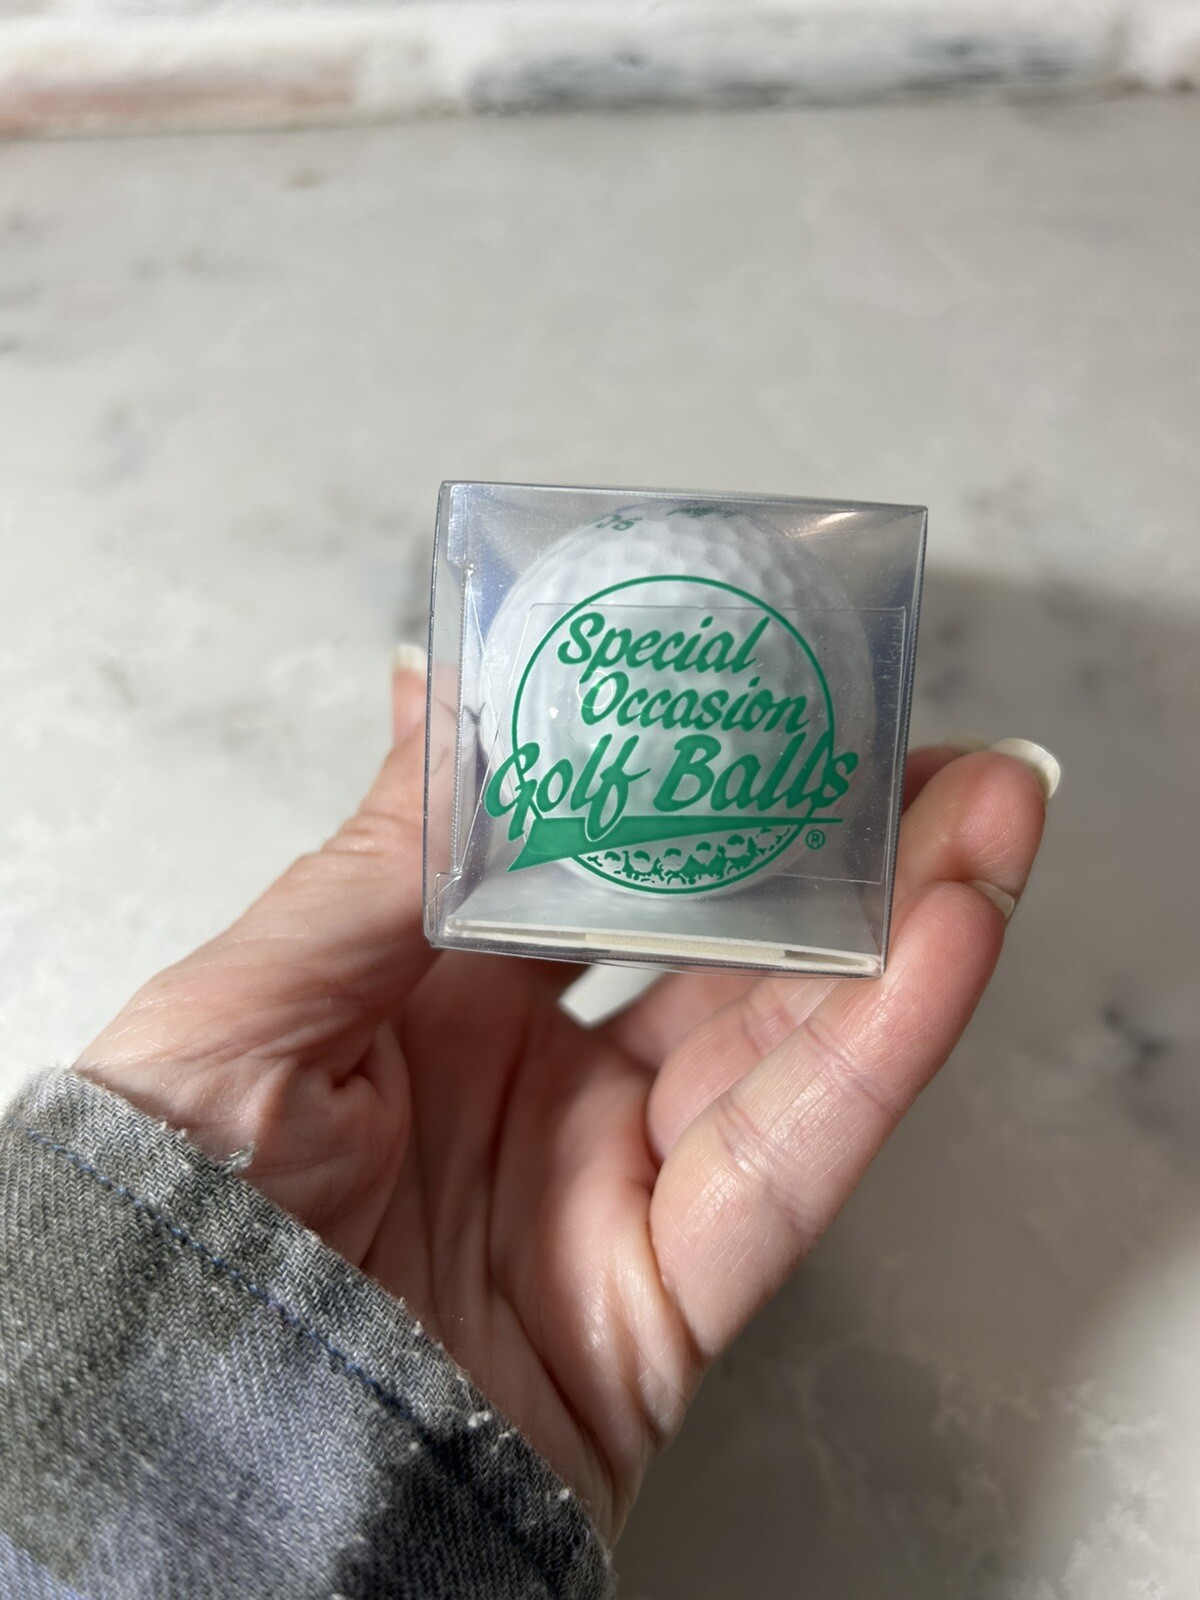 Special
Occasion
Golf Balls
®